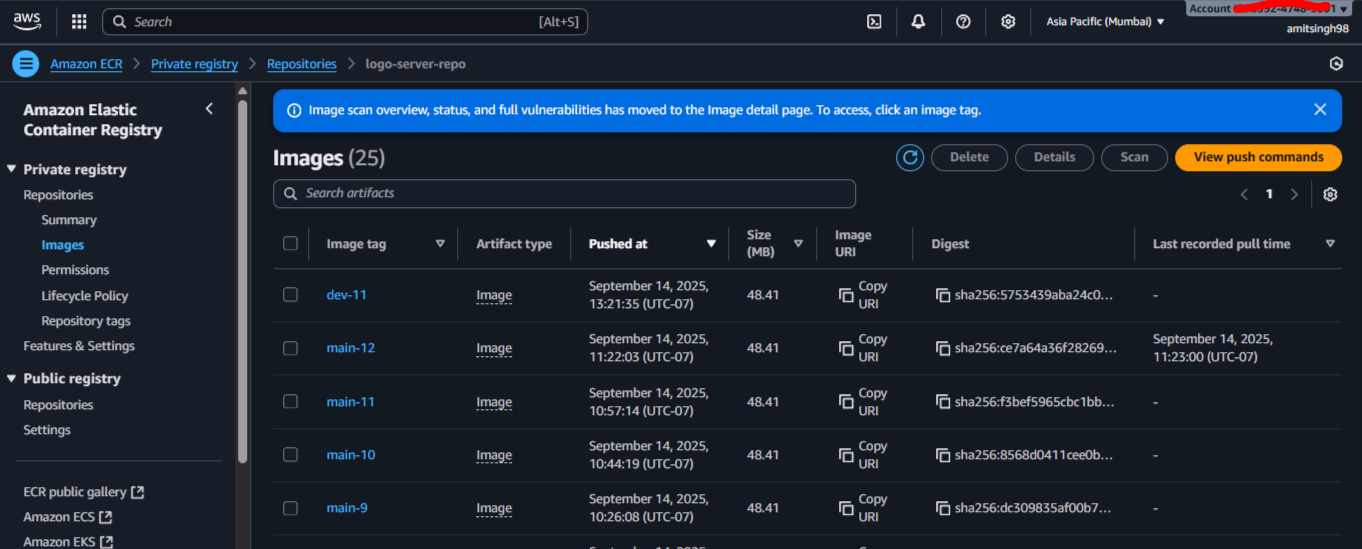 aws
Search
[Alt+S]
Asia Pacific (Mumbai)
Account
amitsingh98
Amazon ECR
Private registry
Repositories
logo-server-repo
Amazon Elastic
Container Registry
Private registry
Repositories
Summary
Images
Permissions
Lifecycle Policy
Repository tags
Features & Settings
Public registry
Repositories
Settings
ECR public gallery
Amazon ECS
Amazon EKS
Image scan overview, status, and full vulnerabilities has moved to the Image detail page. To access, click an image tag.
Images (25)
Delete
Details
Scan
View push commands
Search artifacts
1
Image tag
Artifact type
Pushed at
Size
(MB)
Image
URI
Digest
Last recorded pull time
dev-11
Image
September 14, 2025,
13:21:35 (UTC-07)
48.41
Copy
URI
sha256:5753439aba24c0...
-
main-12
Image
September 14, 2025,
11:22:03 (UTC-07)
48.41
Copy
URI
sha256:ce7a64a36f28269...
September 14, 2025,
11:23:00 (UTC-07)
main-11
Image
September 14, 2025,
10:57:14 (UTC-07)
48.41
Copy
URI
sha256:f3bef5965cbc1bb...
-
main-10
Image
September 14, 2025,
10:44:19 (UTC-07)
48.41
Copy
URI
sha256:8568d0411cee0b...
-
main-9
Image
September 14, 2025,
10:26:08 (UTC-07)
48.41
Copy
URI
sha256:dc309835af00b7...
-